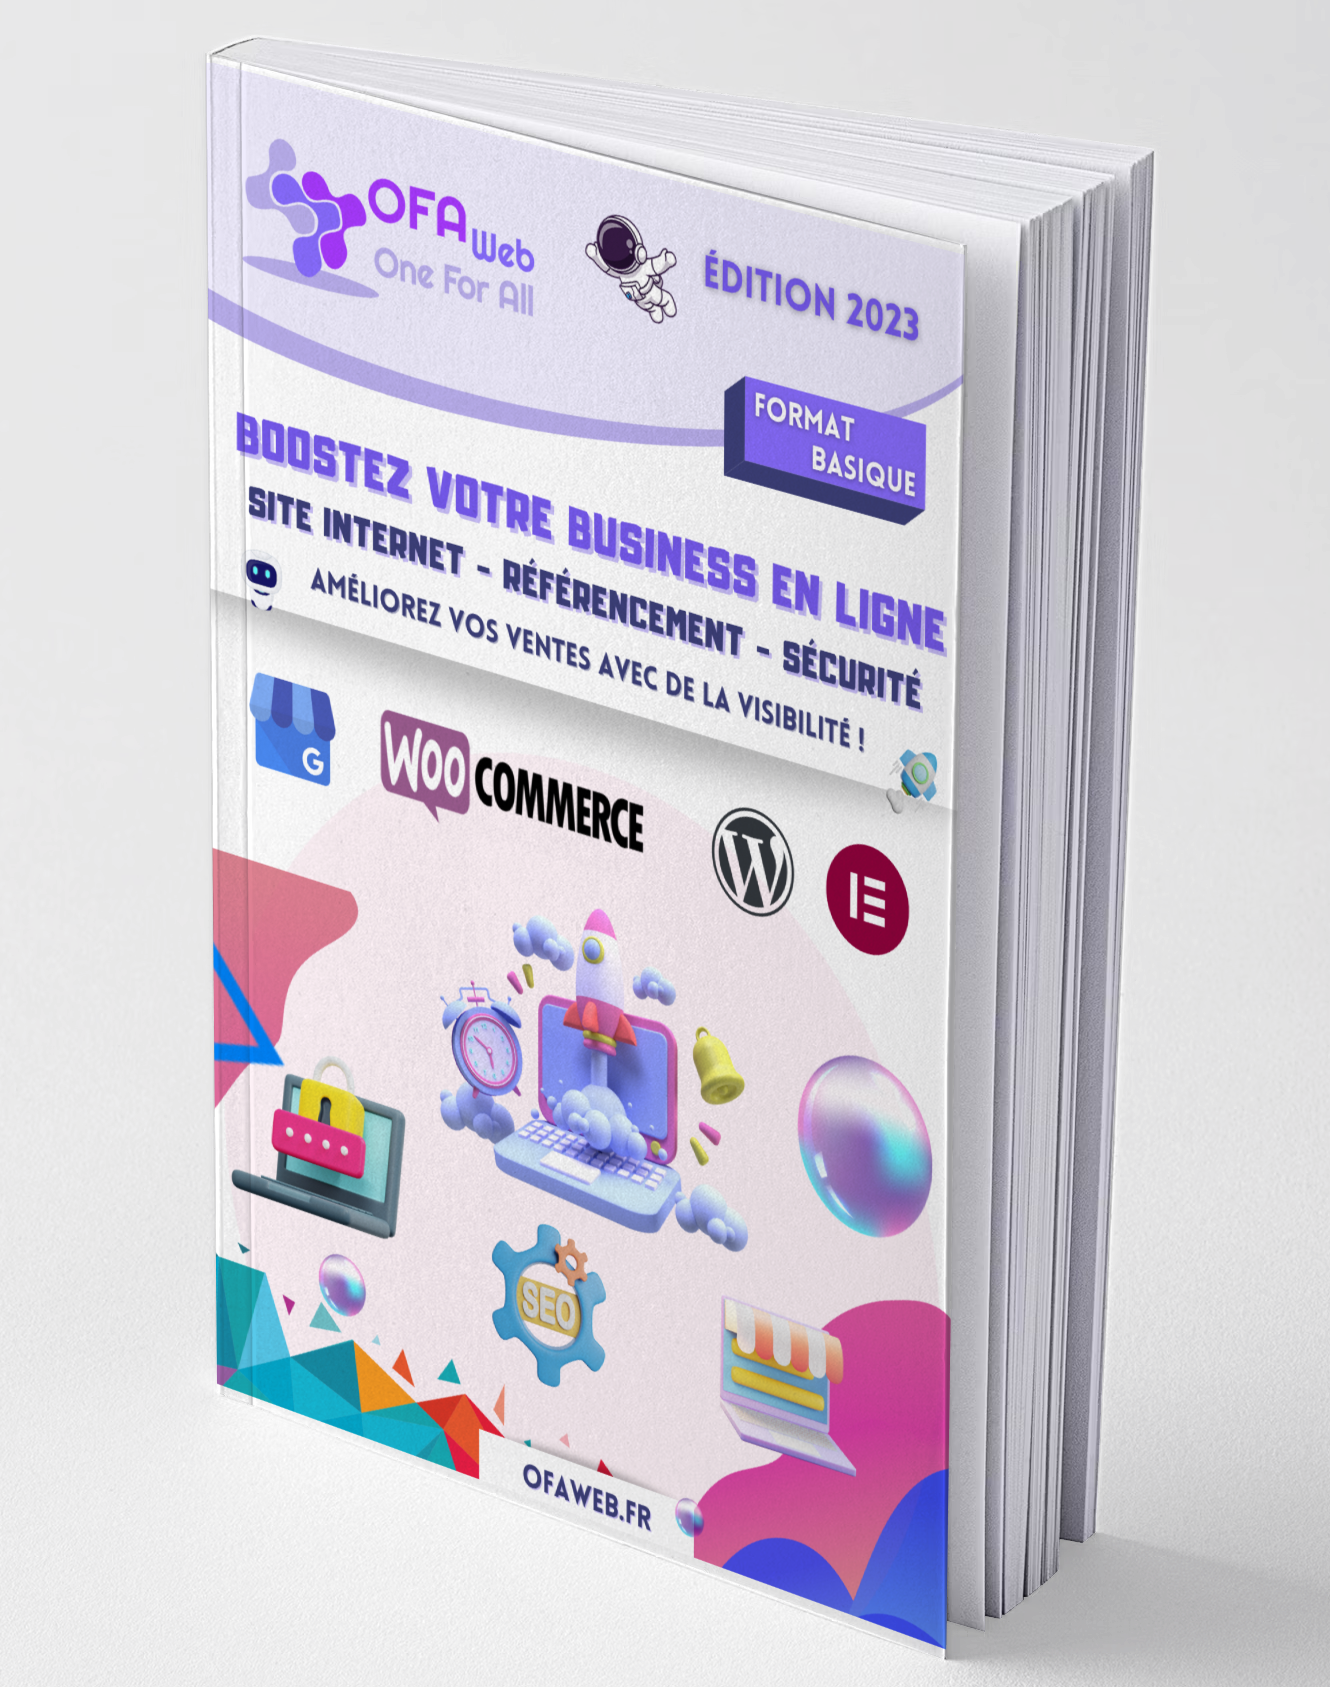 OFA Web
One For All
ÉDITION 2023
FORMAT
BASIQUE
BOOSTEZ VOTRE BUSINESS EN LIGNE
SITE INTERNET - RÉFÉRENCEMENT - SÉCURITÉ
AMÉLIOREZ VOS VENTES AVEC DE LA VISIBILITÉ !
G
WOO COMMERCE
W
SEO
OFAWEB.FR